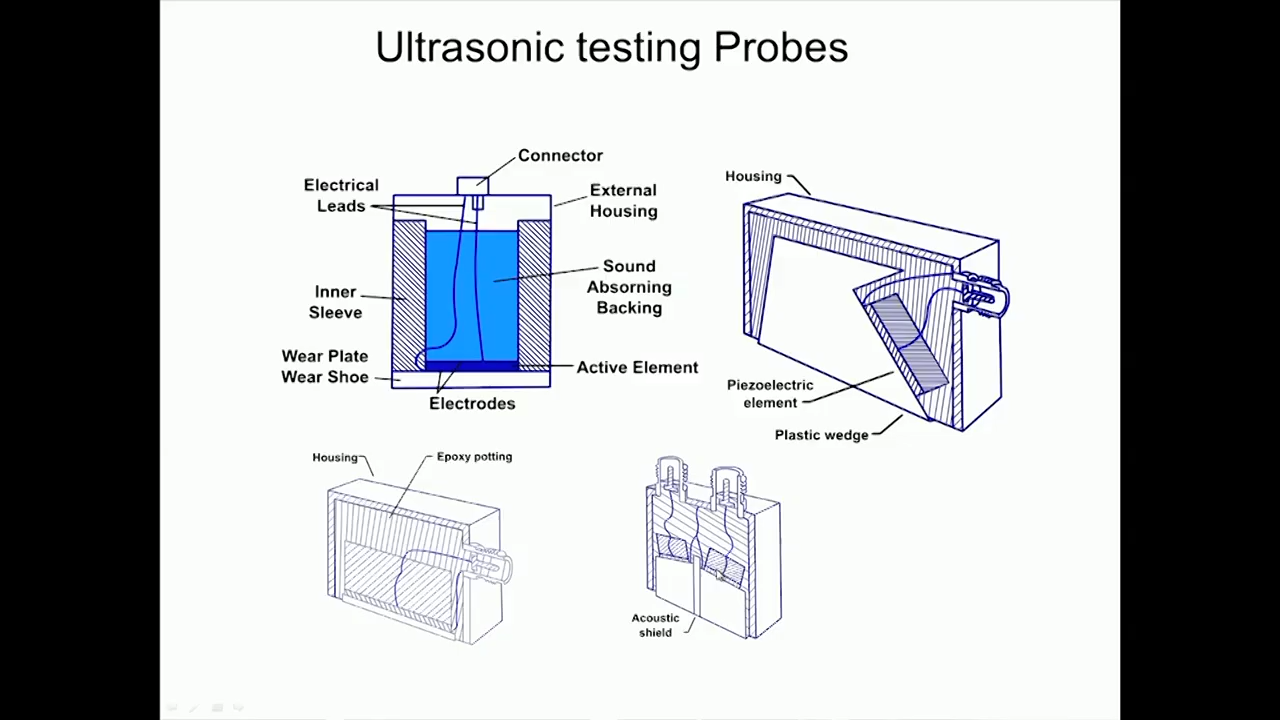 Ultrasonic testing Probes
Connector
Electrical
Leads
External
Housing
Sound
Absorning
Backing
Inner
Sleeve
Wear Plate
Wear Shoe
Active Element
Electrodes
Housing
Piezoelectric
element
Plastic wedge
Housing
Epoxy potting
Acoustic
shield